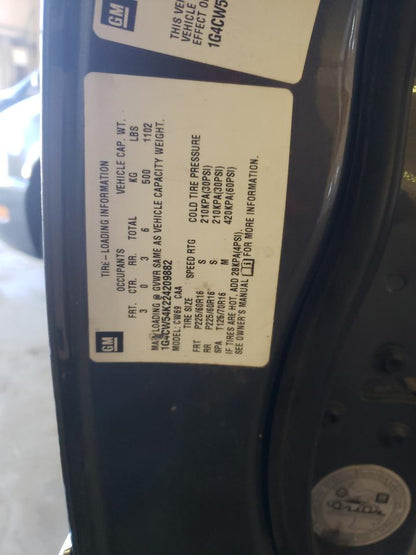 GM
THIS VEH
VEHICLE
EFFECT O
1G4CW5
GM
TIRE-LOADING INFORMATION
OCCUPANTS VEHICLE CAP. WT.
FRT. CTR. RR. TOTAL KG LBS
3 0 3 6 500 1102
MAX LOADING @ GVWR SAME AS VEHICLE CAPACITY WEIGHT.
1G4CW54K224209882
MODEL: CW69 CAA
TIRE SIZE SPEED RTG COLD TIRE PRESSURE
FRT P225/60R16 S 210KPA(30PSI)
RR P225/60R16 S 210KPA(30PSI)
SPA T125/70R16 M 420KPA(60PSI)
IF TIRES ARE HOT, ADD 28KPA(4PSI).
SEE OWNER'S MANUAL FOR MORE INFORMATION.